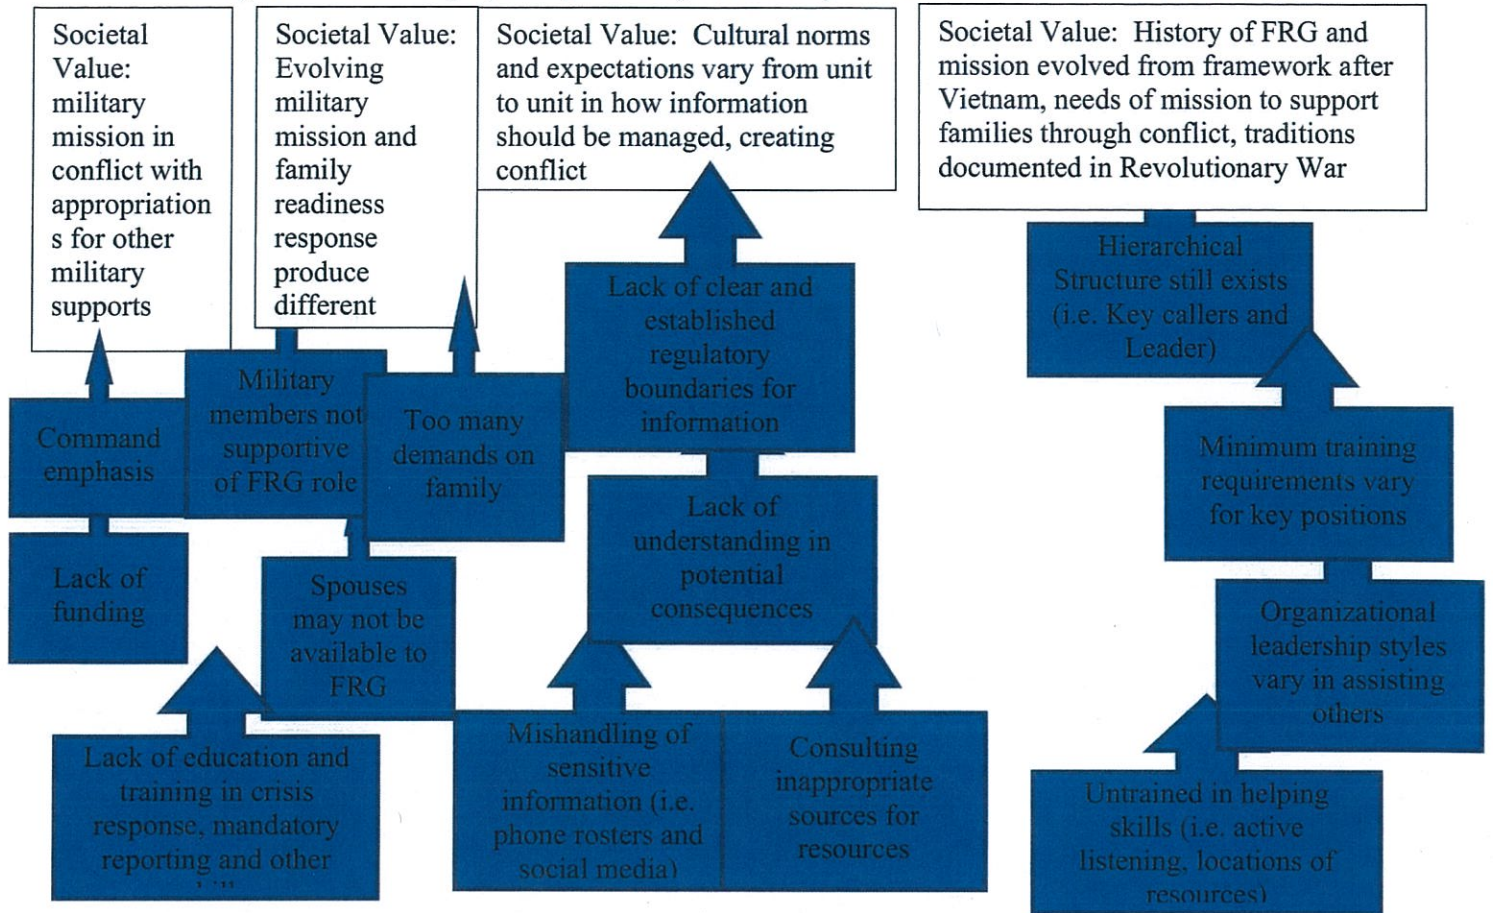 Societal
Value:
military
mission in
conflict with
appropriation
s for other
military
supports
Societal Value:
Evolving
military
mission and
family
readiness
response
produce
different
Societal Value: Cultural norms
and expectations vary from unit
to unit in how information
should be managed, creating
conflict
Societal Value: History of FRG and
mission evolved from framework after
Vietnam, needs of mission to support
families through conflict, traditions
documented in Revolutionary War
Hierarchical
Structure still exists
(i.e. Key callers and
Leader)
Lack of clear and
established
regulatory
boundaries for
information
Military
members not
supportive
of FRG role
Too many
demands on
family
Command
emphasis
Minimum training
requirements vary
for key positions
Lack of
understanding in
potential
consequences
Lack of
funding
Spouses
may not be
available to
FRG
Organizational
leadership styles
vary in assisting
others
Lack of education and
training in crisis
response, mandatory
reporting and other
Mishandling of
sensitive
information (i.e.
phone rosters and
social media)
Consulting
inappropriate
sources for
resources
Untrained in helping
skills (i.e. active
listening, locations of
resources)